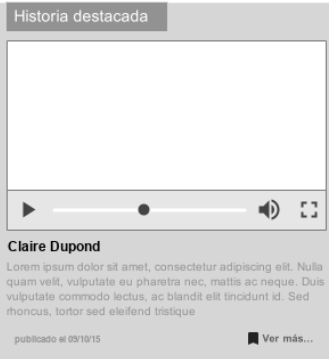 Historia destacada
Claire Dupond
Lorem ipsum dolor sit amet, consectetur adipiscing elit. Nulla
quam velit, vulputate eu pharetra nec, mattis ac neque. Duis
vulputate commodo lectus, ac blandit elit tincidunt id. Sed
rhoncus, tortor sed eleifend tristique
publicado el 09/10/15
Ver más...